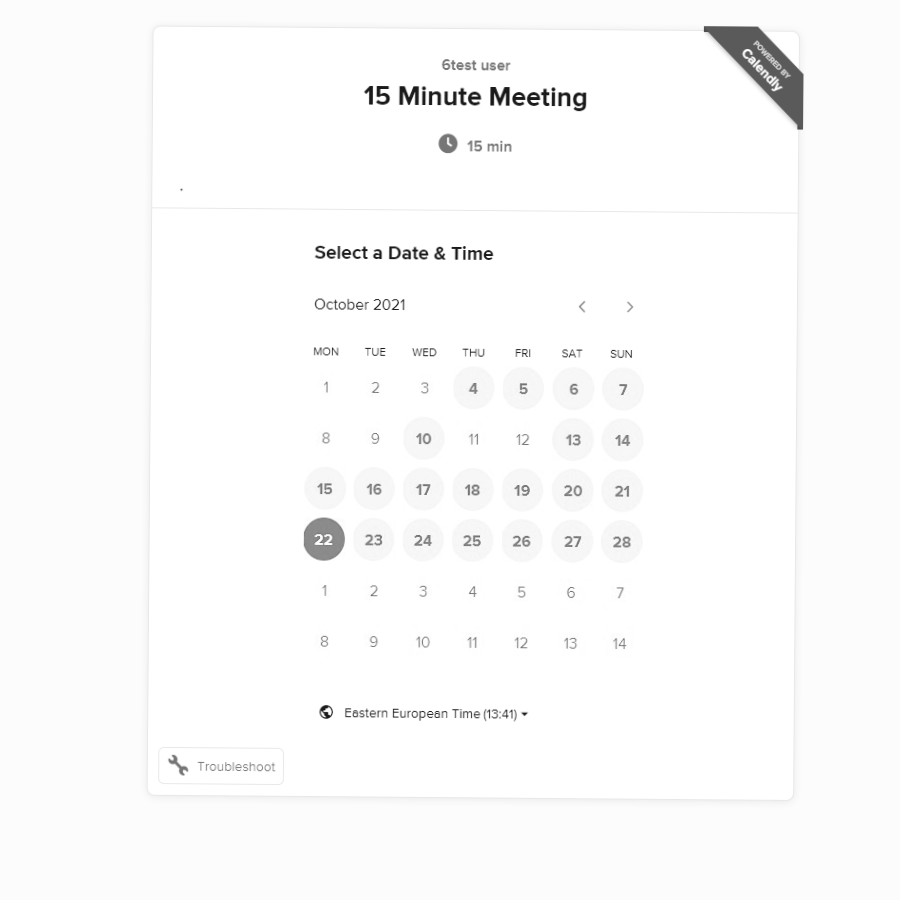 POWERED BY
Calendly
6test user
15 Minute Meeting
15 min
.
Select a Date & Time
October 2021
MON TUE WED THU FRI SAT SUN
1 2 3 4 5 6 7
8 9 10 11 12 13 14
15 16 17 18 19 20 21
22 23 24 25 26 27 28
1 2 3 4 5 6 7
8 9 10 11 12 13 14
Eastern European Time (13:41)
Troubleshoot